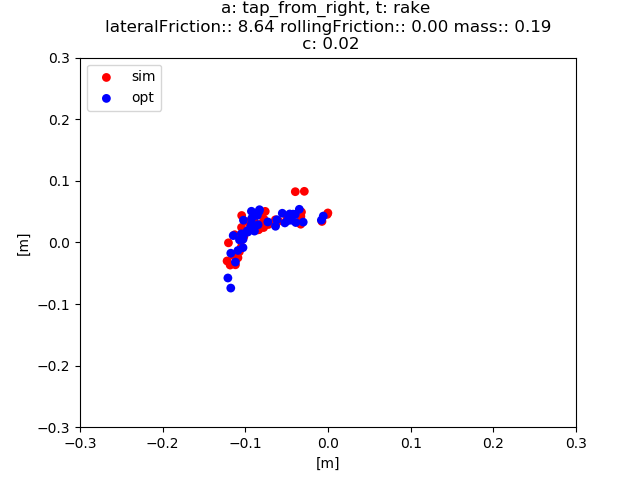 a: tap_from_right, t: rake
lateralFriction:: 8.64 rollingFriction:: 0.00 mass:: 0.19
c: 0.02
sim
opt
0.3
0.2
0.1
0.0
−0.1
−0.2
−0.3
[m]
−0.3 −0.2 −0.1 0.0 0.1 0.2 0.3
[m]